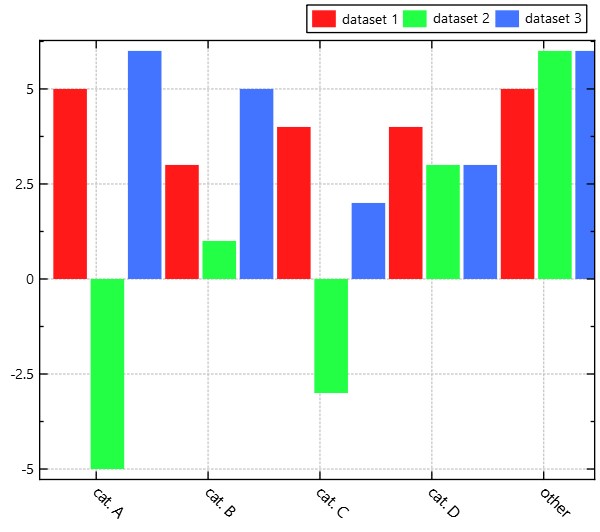 dataset 1 dataset 2 dataset 3
5
2.5
0
-2.5
-5
cat. A cat. B cat. C cat. D other